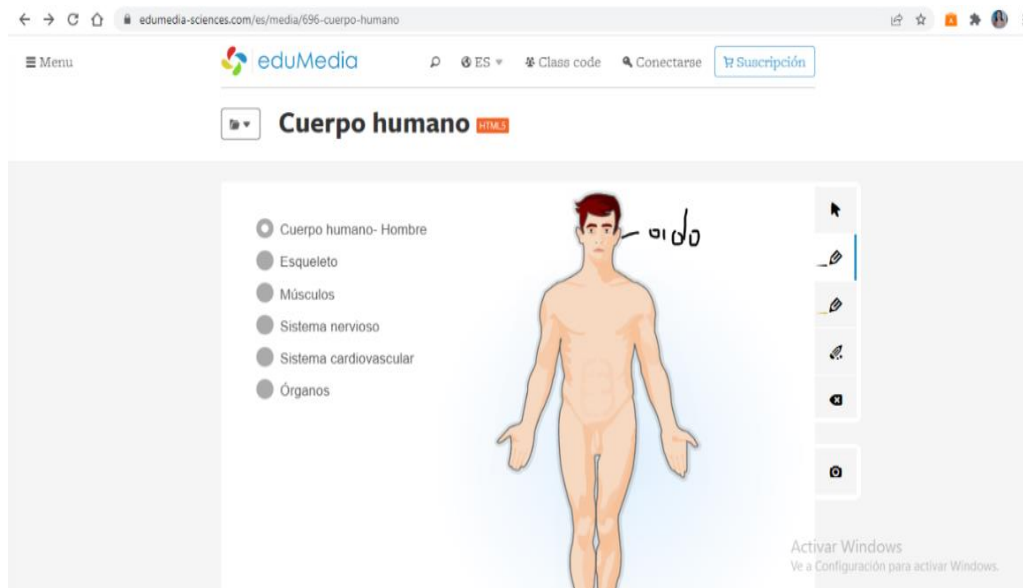 edumedia-sciences.com/es/media/696-cuerpo-humano
Menu
eduMedia
ES
Class code
Conectarse
Suscripción
Cuerpo humano HTML5
Cuerpo humano- Hombre
Esqueleto
Músculos
Sistema nervioso
Sistema cardiovascular
Órganos
oido
Activar Windows
Ve a Configuración para activar Windows.